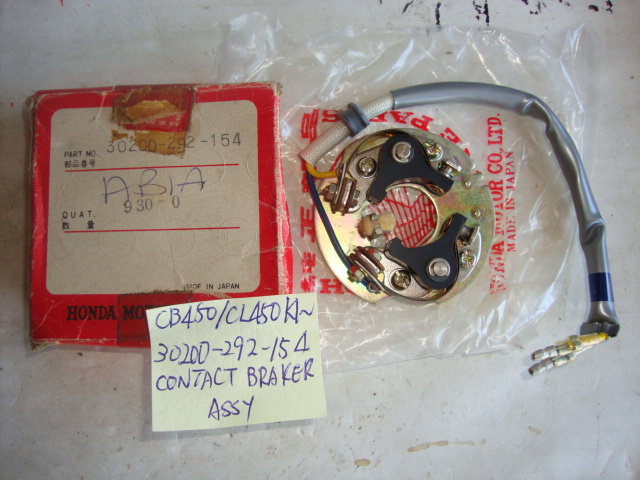 PART NO. 30200-292-154
部品番号
ABIA
QUAT. 930-0
数量
MADE IN JAPAN
HONDA MOT
HONDA MOTOR CO., LTD.
MADE IN JAPAN
CB450/CL450K1~
30200-292-154
CONTACT BRAKER
ASSY